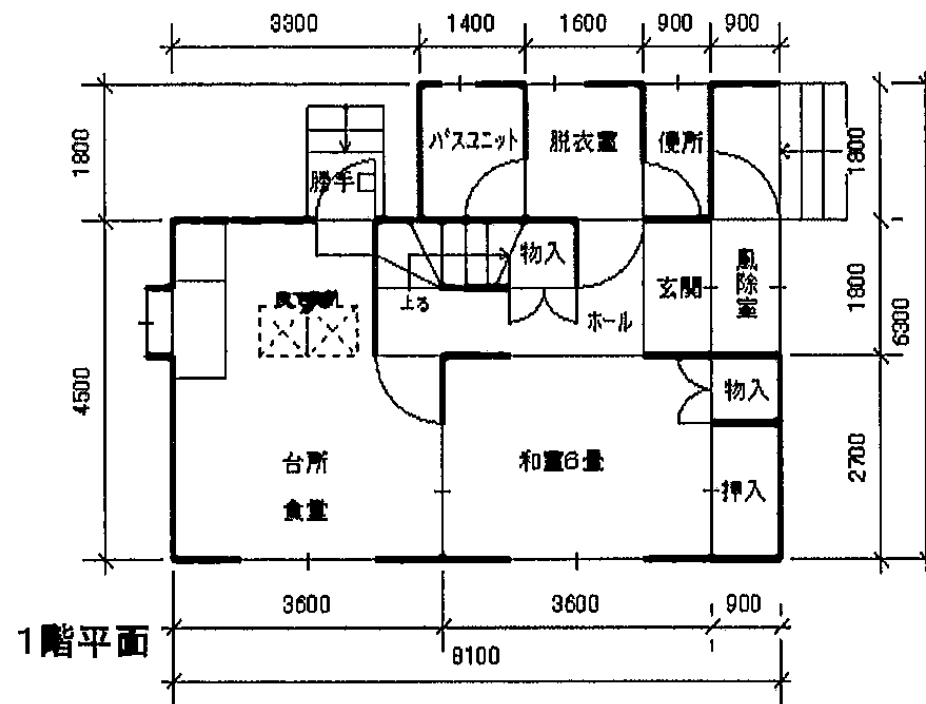 3300
1400
1600
900
900
1800
バスユニット
脱衣室
便所
1800
勝手口
物入
玄関
風除室
1800
6300
上る
ホール
4500
物入
台所
食堂
和室6畳
押入
2700
3600
3600
900
1階平面
8100